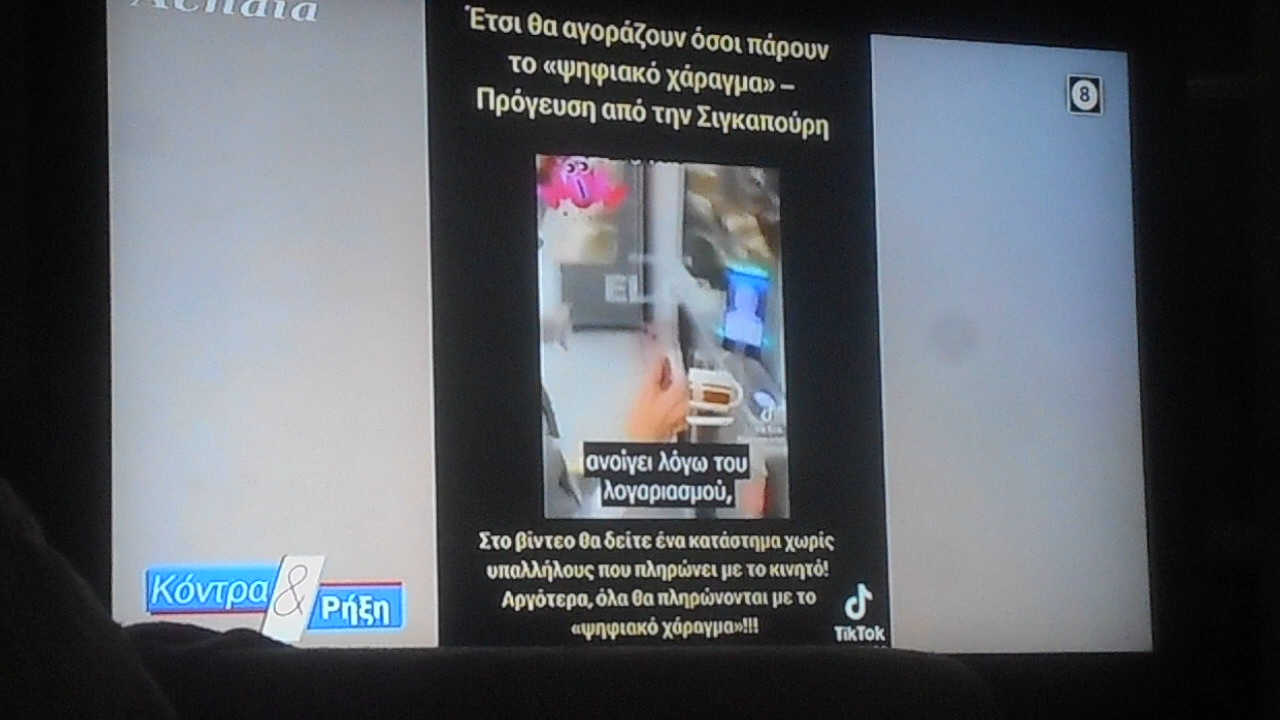 Achaia
Έτσι θα αγοράζουν όσοι πάρουν
το «ψηφιακό χάραγμα» –
Πρόγευση από την Σιγκαπούρη
8
ανοίγει λόγω του
λογαριασμού,
Στο βίντεο θα δείτε ένα κατάστημα χωρίς
υπαλλήλους που πληρώνει με το κινητό!
Αργότερα, όλα θα πληρώνονται με το
«ψηφιακό χάραγμα»!!!
TikTok
Κόντρα & Ρήξη